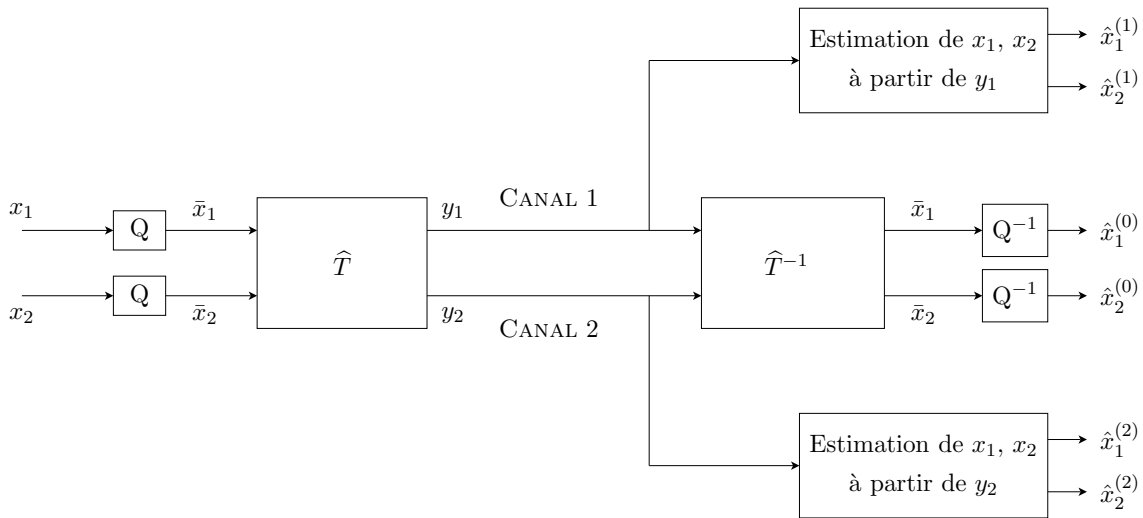 Estimation de x₁, x₂
à partir de y₁
x̂₁⁽¹⁾
x̂₂⁽¹⁾
x₁
Q
x̄₁
y₁
CANAL 1
x̄₁
Q⁻¹
x̂₁⁽⁰⁾
T̂
T̂⁻¹
x₂
Q
x̄₂
y₂
CANAL 2
x̄₂
Q⁻¹
x̂₂⁽⁰⁾
Estimation de x₁, x₂
à partir de y₂
x̂₁⁽²⁾
x̂₂⁽²⁾